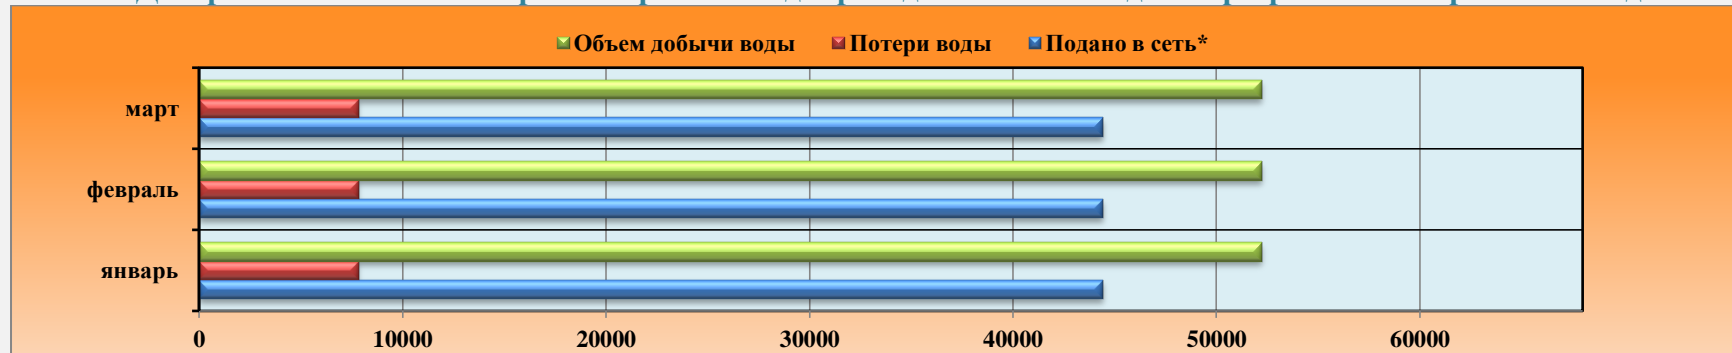 Объем добычи воды Потери воды Подано в сеть*
март
февраль
январь
0 10000 20000 30000 40000 50000 60000